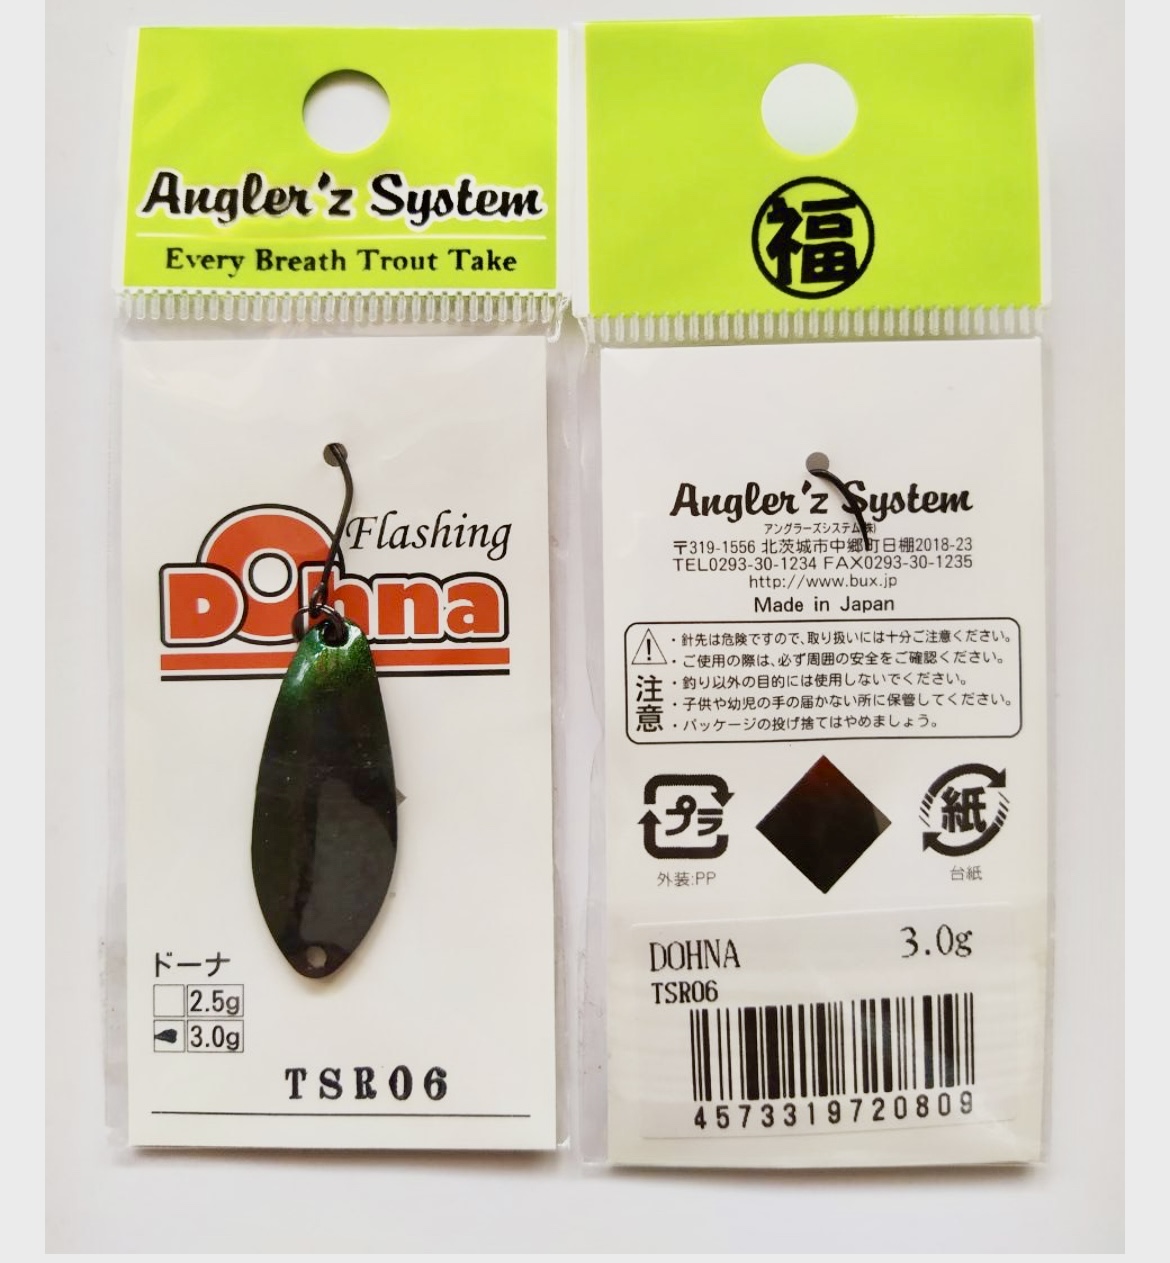 Angler'z System
Every Breath Trout Take
Flashing
Dohna
ドーナ
2.5g
3.0g
TSR06
福
Angler'z System
アングラーズシステム(株)
〒319-1556 北茨城市中郷町日棚2018-23
TEL0293-30-1234 FAX0293-30-1235
http://www.bux.jp
Made in Japan
注意
・針先は危険ですので、取り扱いには十分ご注意ください。
・ご使用の際は、必ず周囲の安全をご確認ください。
・釣り以外の目的には使用しないでください。
・子供や幼児の手の届かない所に保管してください。
・パッケージの投げ捨てはやめましょう。
プラ
外装:PP
紙
台紙
DOHNA 3.0g
TSR06
4573319720809